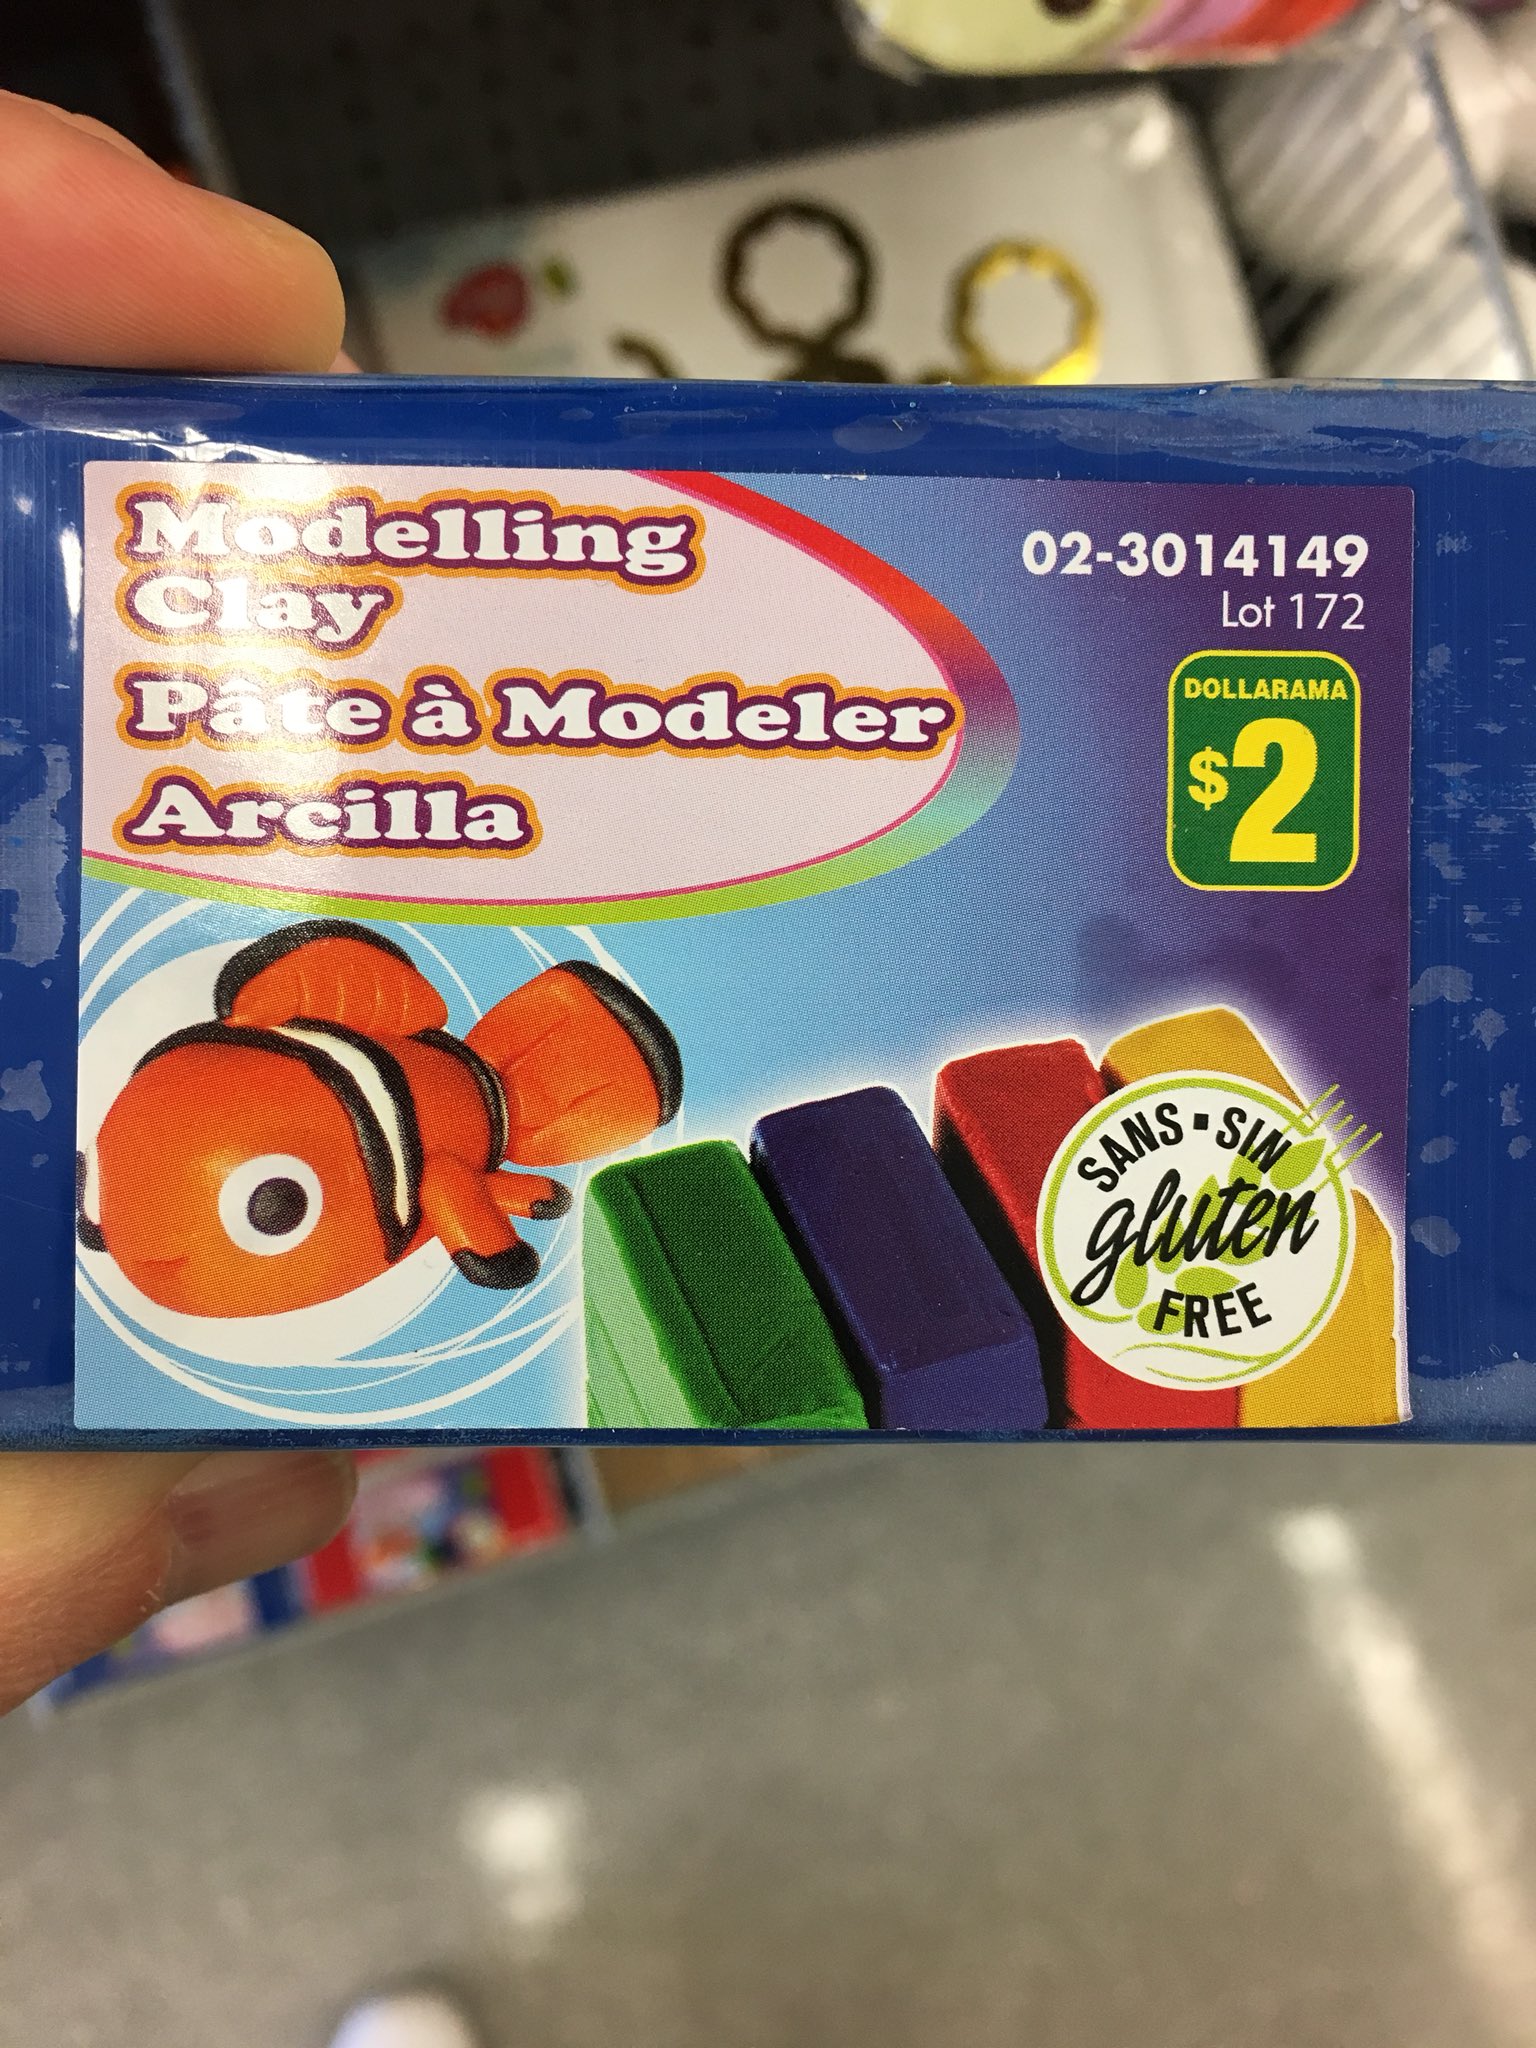 Modelling
Clay
Pâte à Modeler
Arcilla
02-3014149
Lot 172
DOLLARAMA
$2
SANS ▪ SIN
gluten
FREE